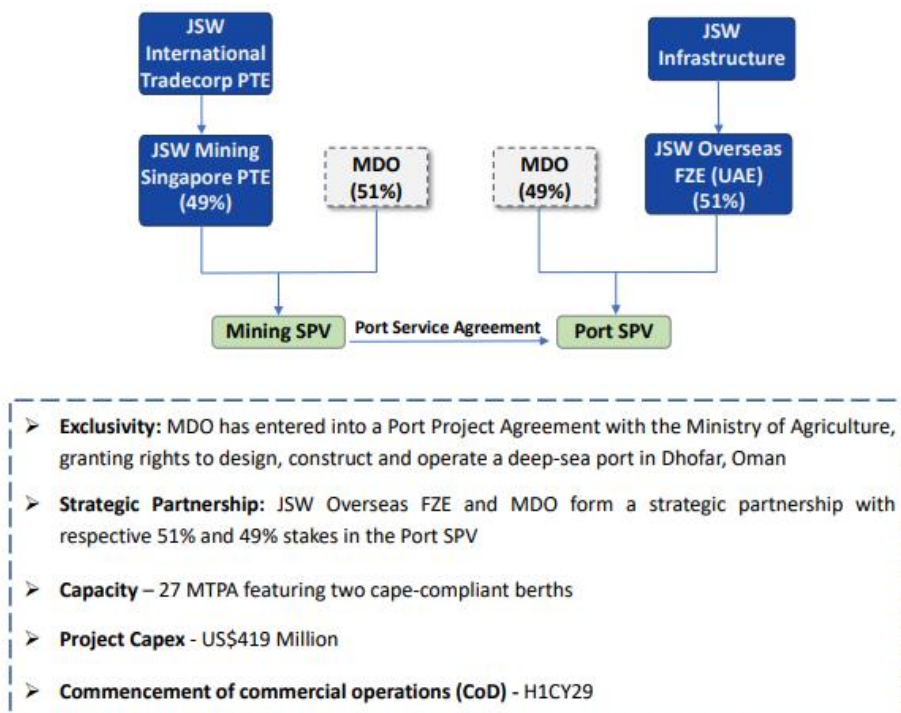 JSW
International
Tradecorp PTE
JSW
Infrastructure
JSW Mining
Singapore PTE
(49%)
MDO
(51%)
MDO
(49%)
JSW Overseas
FZE (UAE)
(51%)
Mining SPV
Port Service Agreement
Port SPV
➢ Exclusivity: MDO has entered into a Port Project Agreement with the Ministry of Agriculture,
granting rights to design, construct and operate a deep-sea port in Dhofar, Oman
➢ Strategic Partnership: JSW Overseas FZE and MDO form a strategic partnership with
respective 51% and 49% stakes in the Port SPV
➢ Capacity – 27 MTPA featuring two cape-compliant berths
➢ Project Capex - US$419 Million
➢ Commencement of commercial operations (CoD) - H1CY29